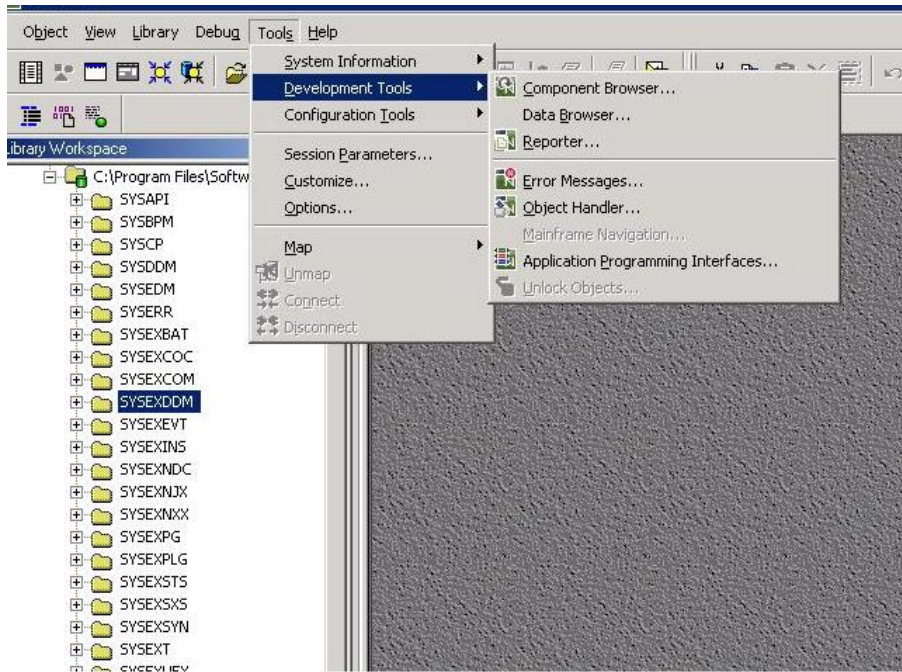 Object View Library Debug Tools Help
System Information
Development Tools
Configuration Tools
Session Parameters...
Customize...
Options...
Map
Unmap
Connect
Disconnect
Component Browser...
Data Browser...
Reporter...
Error Messages...
Object Handler...
Mainframe Navigation...
Application Programming Interfaces...
Unlock Objects...
Library Workspace
C:\Program Files\Softw
SYSAPI
SYSBPM
SYSCP
SYSDDM
SYSEDM
SYSERR
SYSEXBAT
SYSEXCOC
SYSEXCOM
SYSEXDDM
SYSEXEVT
SYSEXINS
SYSEXNDC
SYSEXNJX
SYSEXNXX
SYSEXPG
SYSEXPLG
SYSEXSTS
SYSEXSXS
SYSEXSYN
SYSEXT